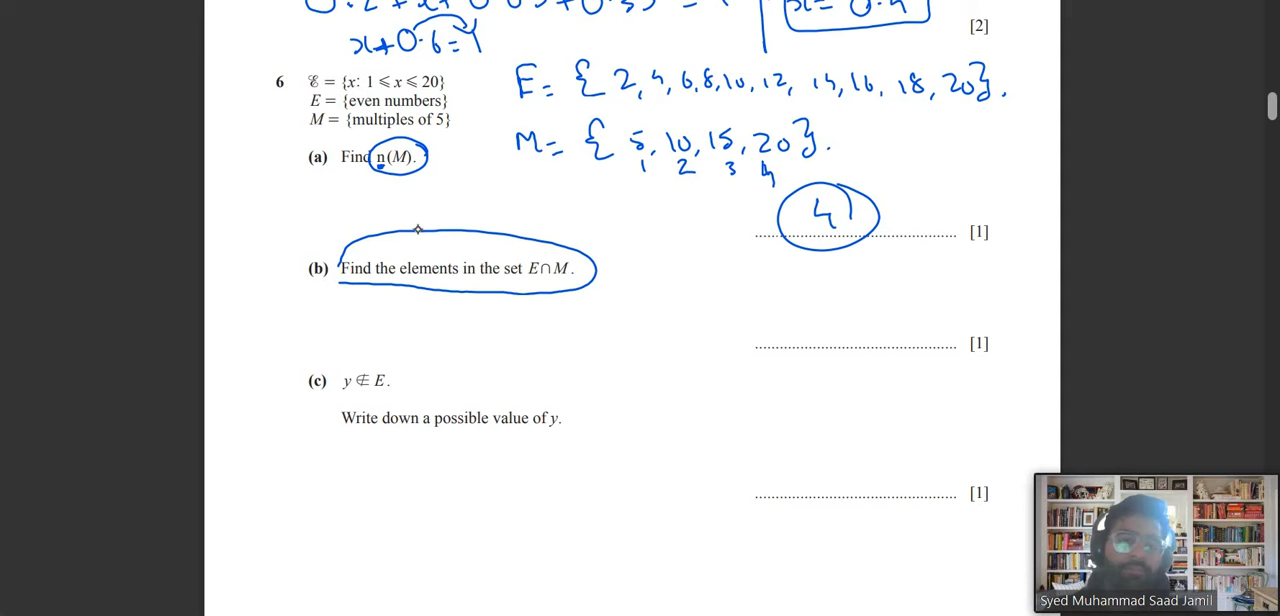 x+0.6=1
[2]
6 ℰ = {x: 1 ⩽ x ⩽ 20}
E = {even numbers}
M = {multiples of 5}
E = { 2, 4, 6, 8, 10, 12, 14, 16, 18, 20}.
M = { 5, 10, 15, 20}.
1 2 3 4
(a) Find n(M).
4
[1]
(b) Find the elements in the set E∩M.
[1]
(c) y ∉ E.
Write down a possible value of y.
[1]
Syed Muhammad Saad Jamil